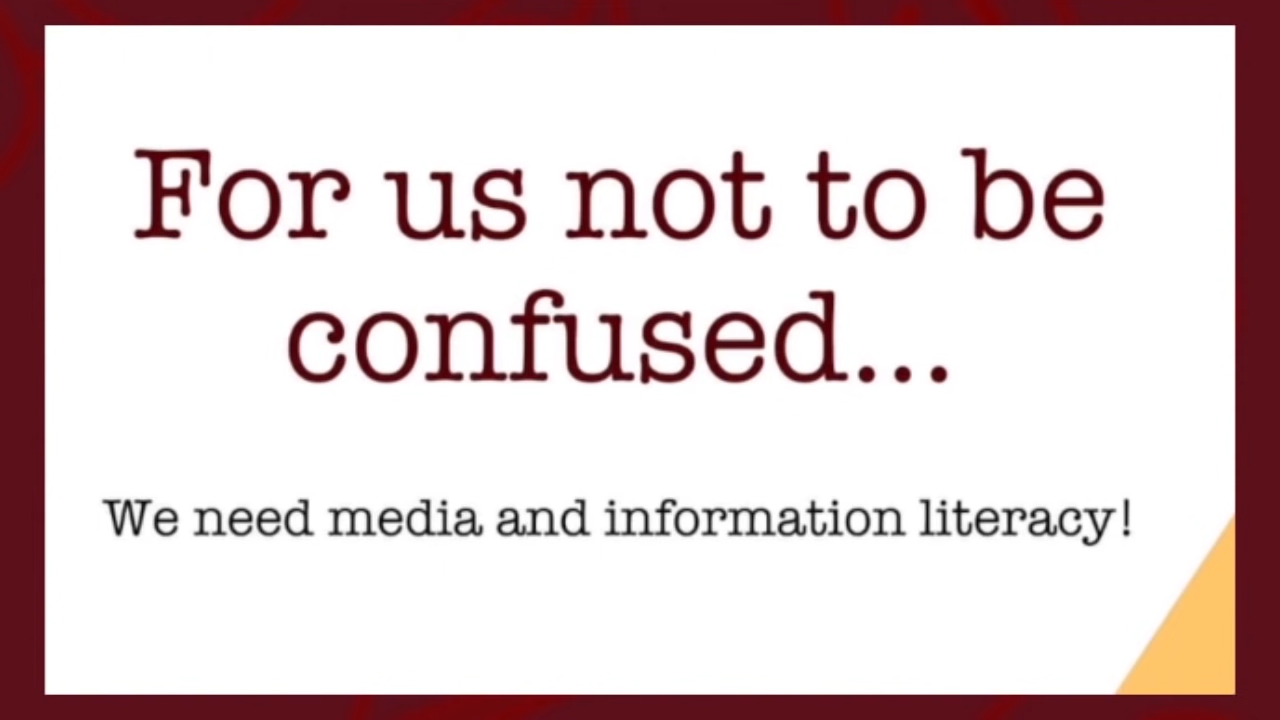 For us not to be
confused...
We need media and information literacy!